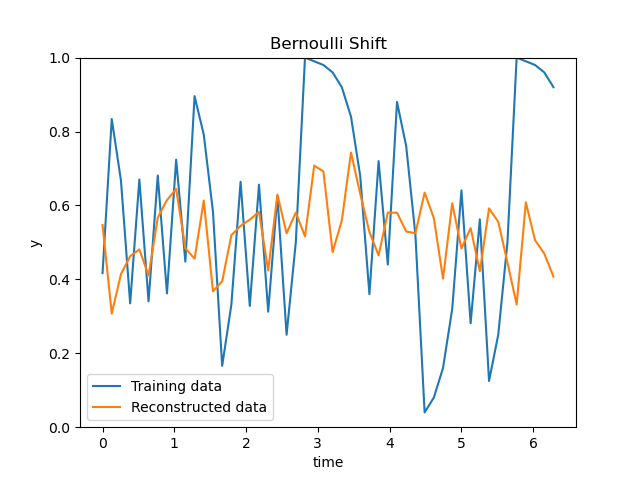 Bernoulli Shift
1.0
0.8
0.6
0.4
0.2
0.0
y
Training data
Reconstructed data
0 1 2 3 4 5 6
time